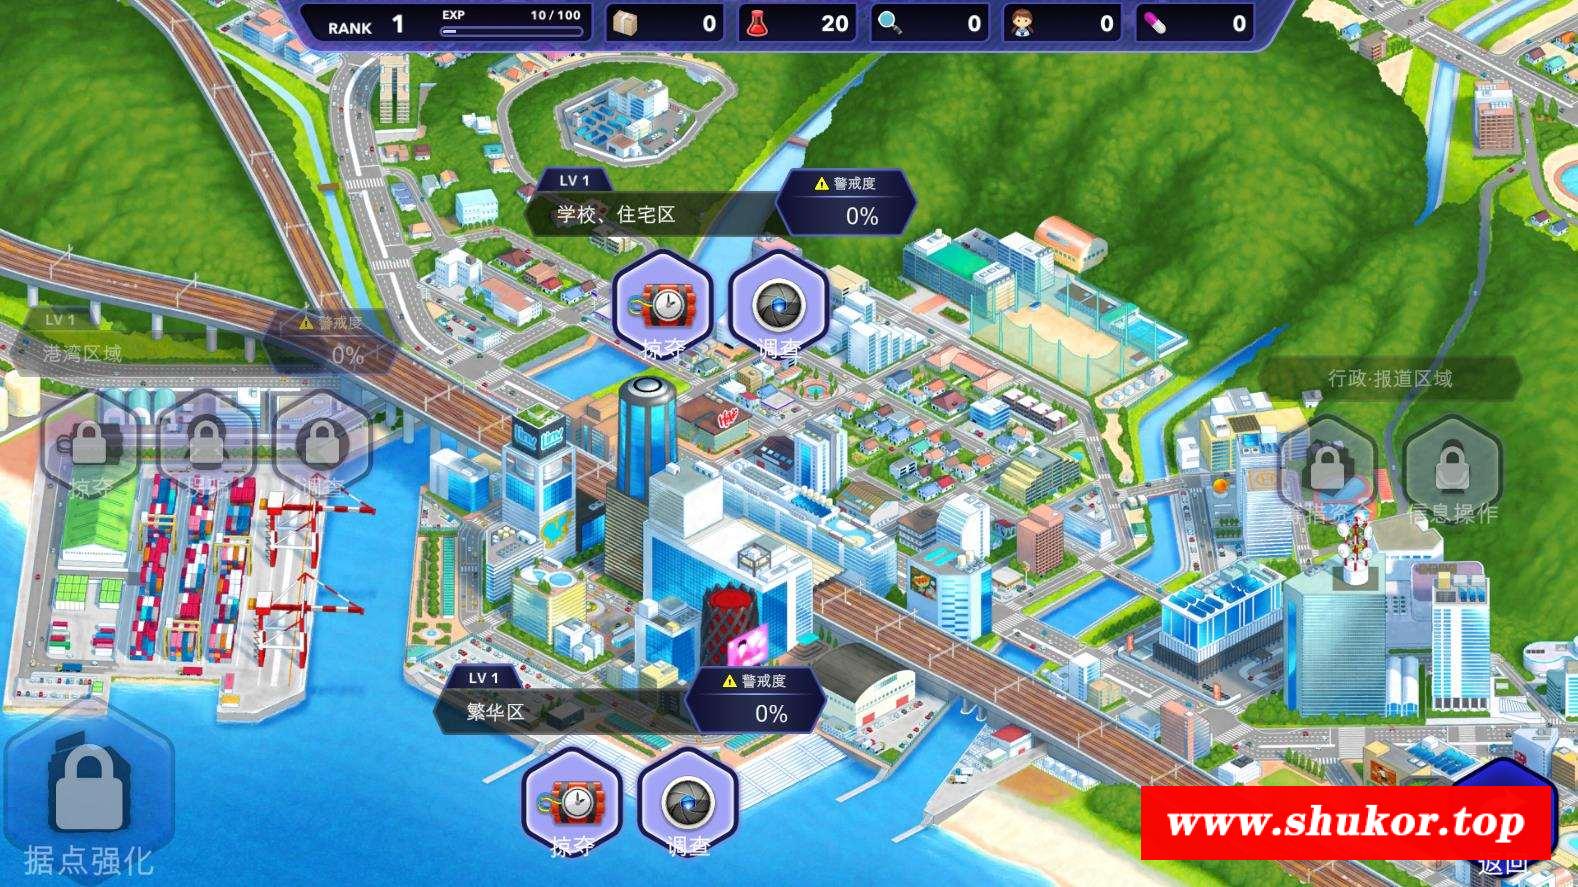 RANK 1 EXP 10 / 100 0 20 0 0 0
LV 1
学校、住宅区
警戒度
0%
掠夺 调查
LV 1
港湾区域
警戒度
0%
掠夺 调查
行政·报道区域
信息操作
LV 1
繁华区
警戒度
0%
掠夺 调查
据点强化
www.shukor.top
返回